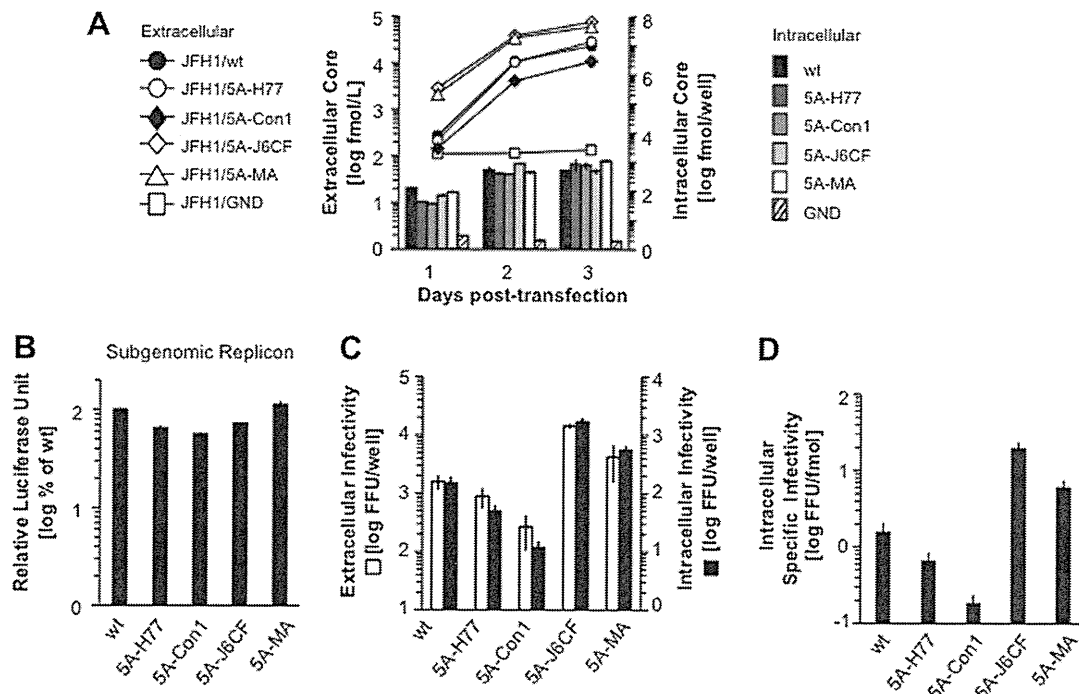 A
Extracellular
JFH1/wt
JFH1/5A-H77
JFH1/5A-Con1
JFH1/5A-J6CF
JFH1/5A-MA
JFH1/GND
Extracellular Core
[log fmol/L]
5
4
3
2
1
0
8
6
4
2
0
Intracellular Core
[log fmol/well]
1 2 3
Days post-transfection
Intracellular
wt
5A-H77
5A-Con1
5A-J6CF
5A-MA
GND
B
Subgenomic Replicon
Relative Luciferase Unit
[log % of wt]
2
1
0
wt
5A-H77
5A-Con1
5A-J6CF
5A-MA
C
Extracellular Infectivity
[log FFU/well]
5
4
3
2
1
4
3
2
1
0
Intracellular Infectivity
[log FFU/well]
wt
5A-H77
5A-Con1
5A-J6CF
5A-MA
D
Intracellular
Specific Infectivity
[log FFU/fmol]
2
1
0
-1
wt
5A-H77
5A-Con1
5A-J6CF
5A-MA